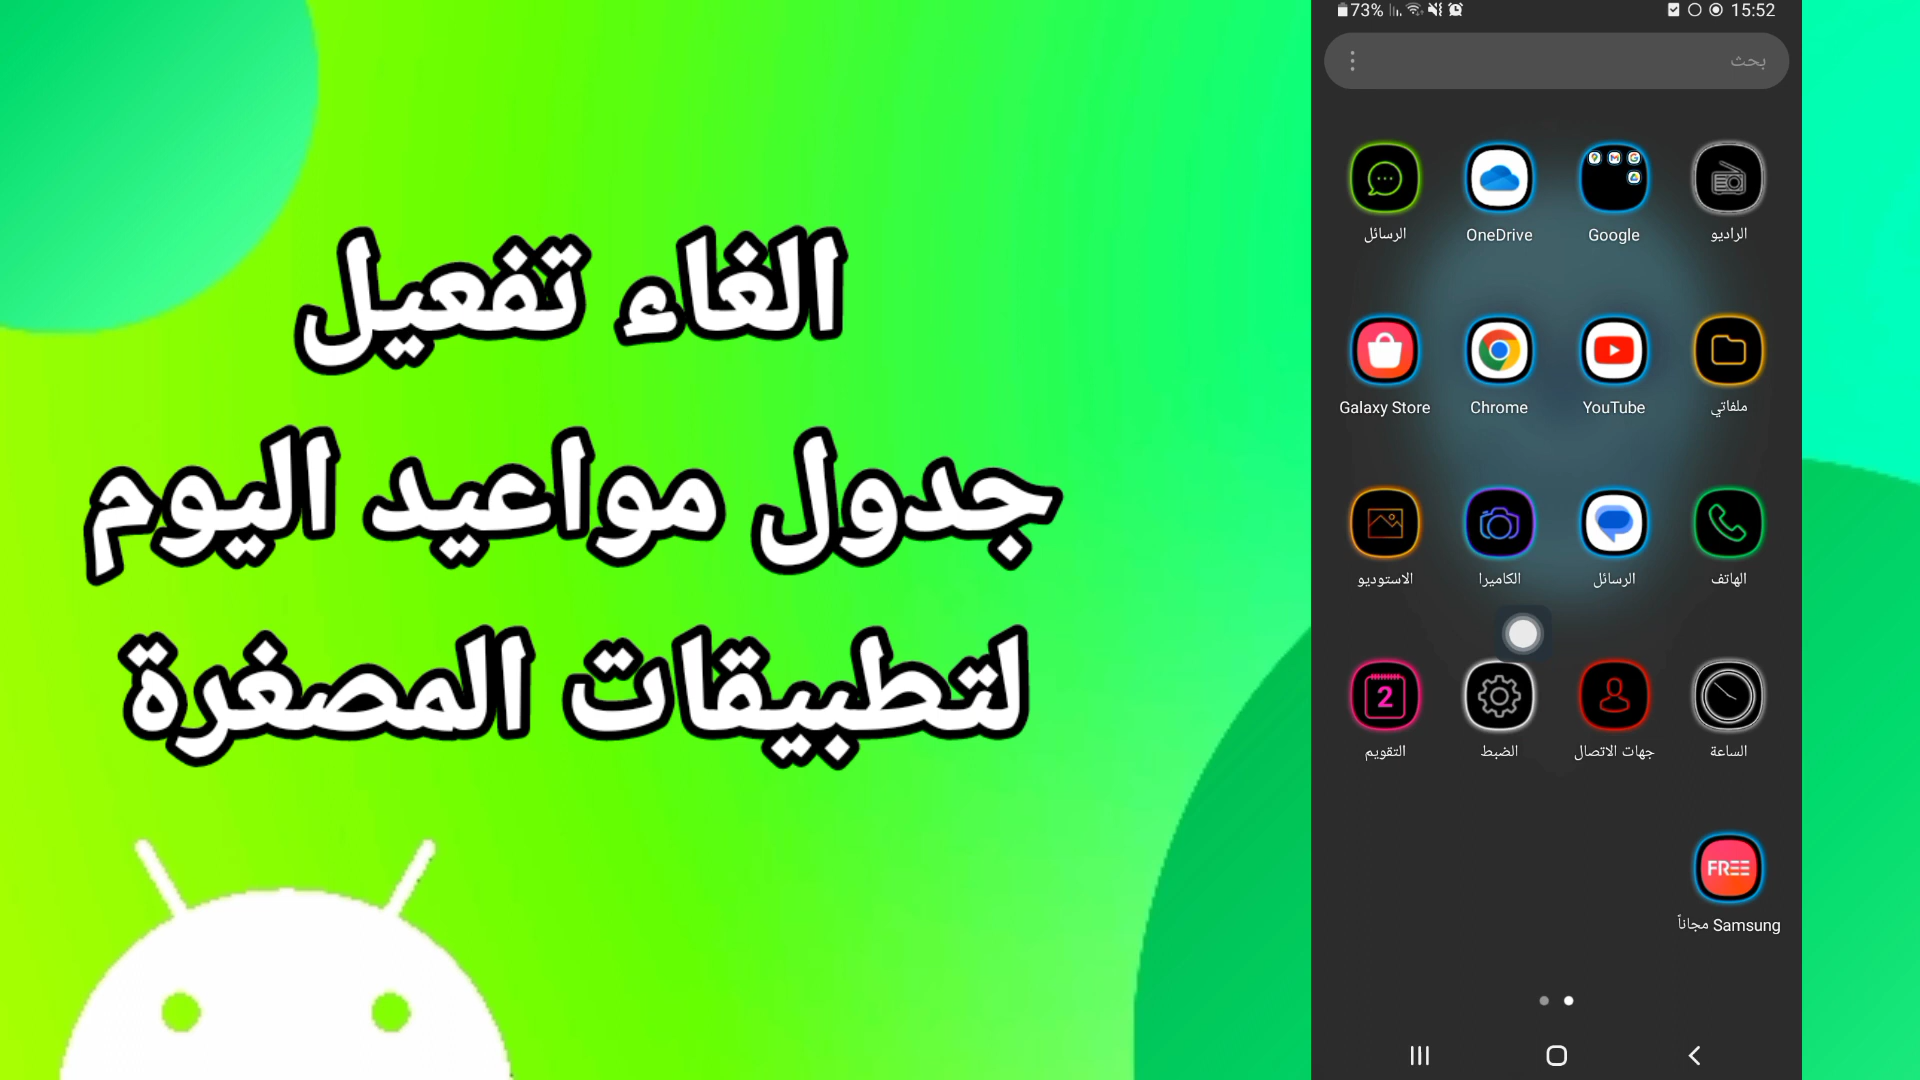 الغاء تفعيل
جدول مواعيد اليوم
لتطبيقات المصغرة
73% 15:52
بحث
الرسائل OneDrive Google الراديو
Galaxy Store Chrome YouTube ملفاتي
الاستوديو الكاميرا الرسائل الهاتف
2
التقويم الضبط جهات الاتصال الساعة
FREE
Samsung مجاناً